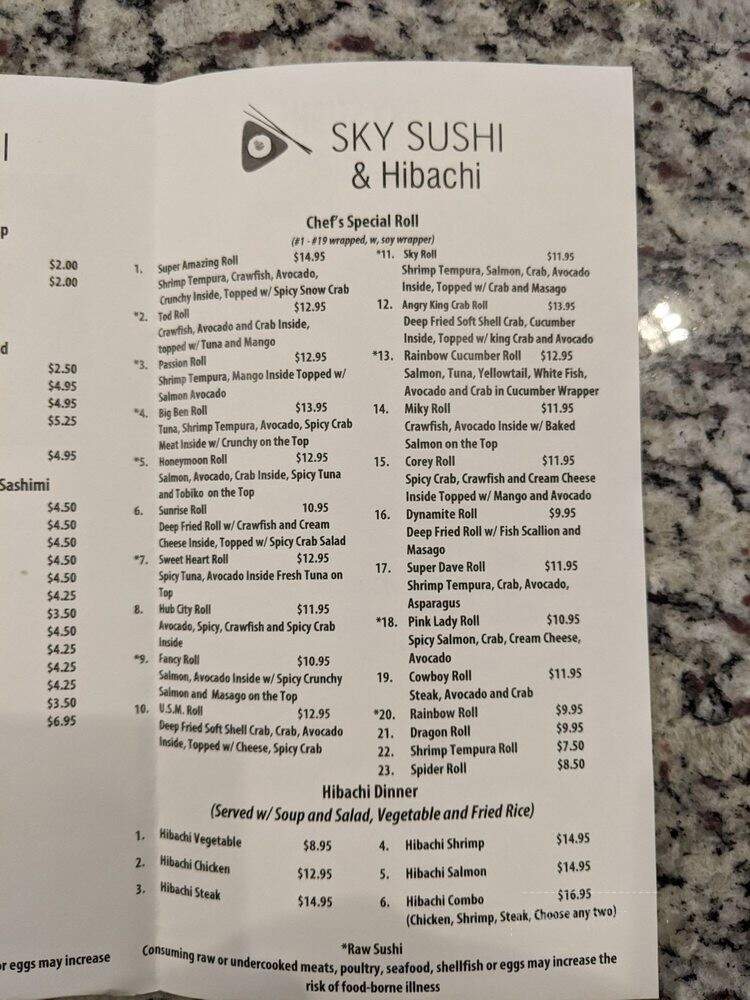 l
p
$2.00
$2.00
d
$2.50
$4.95
$4.95
$5.25
$4.95
Sashimi
$4.50
$4.50
$4.50
$4.50
$4.50
$4.25
$3.50
$4.50
$4.25
$4.25
$4.25
$3.50
$6.95
or eggs may increase
SKY SUSHI
& Hibachi
Chef's Special Roll
(#1 - #19 wrapped, w, soy wrapper)
1. Super Amazing Roll $14.95
Shrimp Tempura, Crawfish, Avocado,
Crunchy Inside, Topped w/ Spicy Snow Crab
*2. Tod Roll $12.95
Crawfish, Avocado and Crab Inside,
topped w/ Tuna and Mango
*3. Passion Roll $12.95
Shrimp Tempura, Mango Inside Topped w/
Salmon Avocado
*4. Big Ben Roll $13.95
Tuna, Shrimp Tempura, Avocado, Spicy Crab
Meat Inside w/ Crunchy on the Top
*5. Honeymoon Roll $12.95
Salmon, Avocado, Crab Inside, Spicy Tuna
and Tobiko on the Top
6. Sunrise Roll 10.95
Deep Fried Roll w/ Crawfish and Cream
Cheese Inside, Topped w/ Spicy Crab Salad
*7. Sweet Heart Roll $12.95
Spicy Tuna, Avocado Inside Fresh Tuna on
Top
8. Hub City Roll $11.95
Avocado, Spicy, Crawfish and Spicy Crab
Inside
*9. Fancy Roll $10.95
Salmon, Avocado Inside w/ Spicy Crunchy
Salmon and Masago on the Top
10. U.S.M. Roll $12.95
Deep Fried Soft Shell Crab, Crab, Avocado
Inside, Topped w/ Cheese, Spicy Crab
*11. Sky Roll $11.95
Shrimp Tempura, Salmon, Crab, Avocado
Inside, Topped w/ Crab and Masago
12. Angry King Crab Roll $13.95
Deep Fried Soft Shell Crab, Cucumber
Inside, Topped w/ king Crab and Avocado
*13. Rainbow Cucumber Roll $12.95
Salmon, Tuna, Yellowtail, White Fish,
Avocado and Crab in Cucumber Wrapper
14. Miky Roll $11.95
Crawfish, Avocado Inside w/ Baked
Salmon on the Top
15. Corey Roll $11.95
Spicy Crab, Crawfish and Cream Cheese
Inside Topped w/ Mango and Avocado
16. Dynamite Roll $9.95
Deep Fried Roll w/ Fish Scallion and
Masago
17. Super Dave Roll $11.95
Shrimp Tempura, Crab, Avocado,
Asparagus
*18. Pink Lady Roll $10.95
Spicy Salmon, Crab, Cream Cheese,
Avocado
19. Cowboy Roll $11.95
Steak, Avocado and Crab
*20. Rainbow Roll $9.95
21. Dragon Roll $9.95
22. Shrimp Tempura Roll $7.50
23. Spider Roll $8.50
Hibachi Dinner
(Served w/ Soup and Salad, Vegetable and Fried Rice)
1. Hibachi Vegetable $8.95
2. Hibachi Chicken $12.95
3. Hibachi Steak $14.95
4. Hibachi Shrimp $14.95
5. Hibachi Salmon $14.95
6. Hibachi Combo $16.95
(Chicken, Shrimp, Steak, Choose any two)
*Raw Sushi
Consuming raw or undercooked meats, poultry, seafood, shellfish or eggs may increase the
risk of food-borne illness